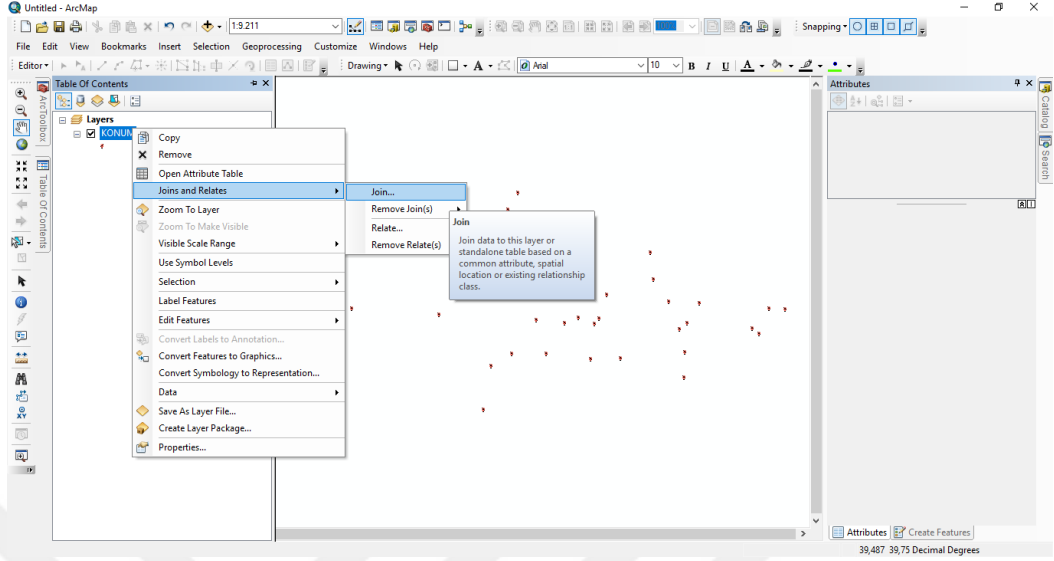 Untitled - ArcMap
1:9.211
Snapping
File Edit View Bookmarks Insert Selection Geoprocessing Customize Windows Help
Editor Drawing A Arial 10 B I U A
Table Of Contents
Attributes
ArcToolbox
Table Of Contents
Catalog
Search
Layers
KONUM
Copy
Remove
Open Attribute Table
Joins and Relates
Zoom To Layer
Zoom To Make Visible
Visible Scale Range
Use Symbol Levels
Selection
Label Features
Edit Features
Convert Labels to Annotation...
Convert Features to Graphics...
Convert Symbology to Representation...
Data
Save As Layer File...
Create Layer Package...
Properties...
Join...
Remove Join(s)
Relate...
Remove Relate(s)
Join
Join data to this layer or
standalone table based on a
common attribute, spatial
location or existing relationship
class.
XY
Attributes Create Features
39,487 39,75 Decimal Degrees